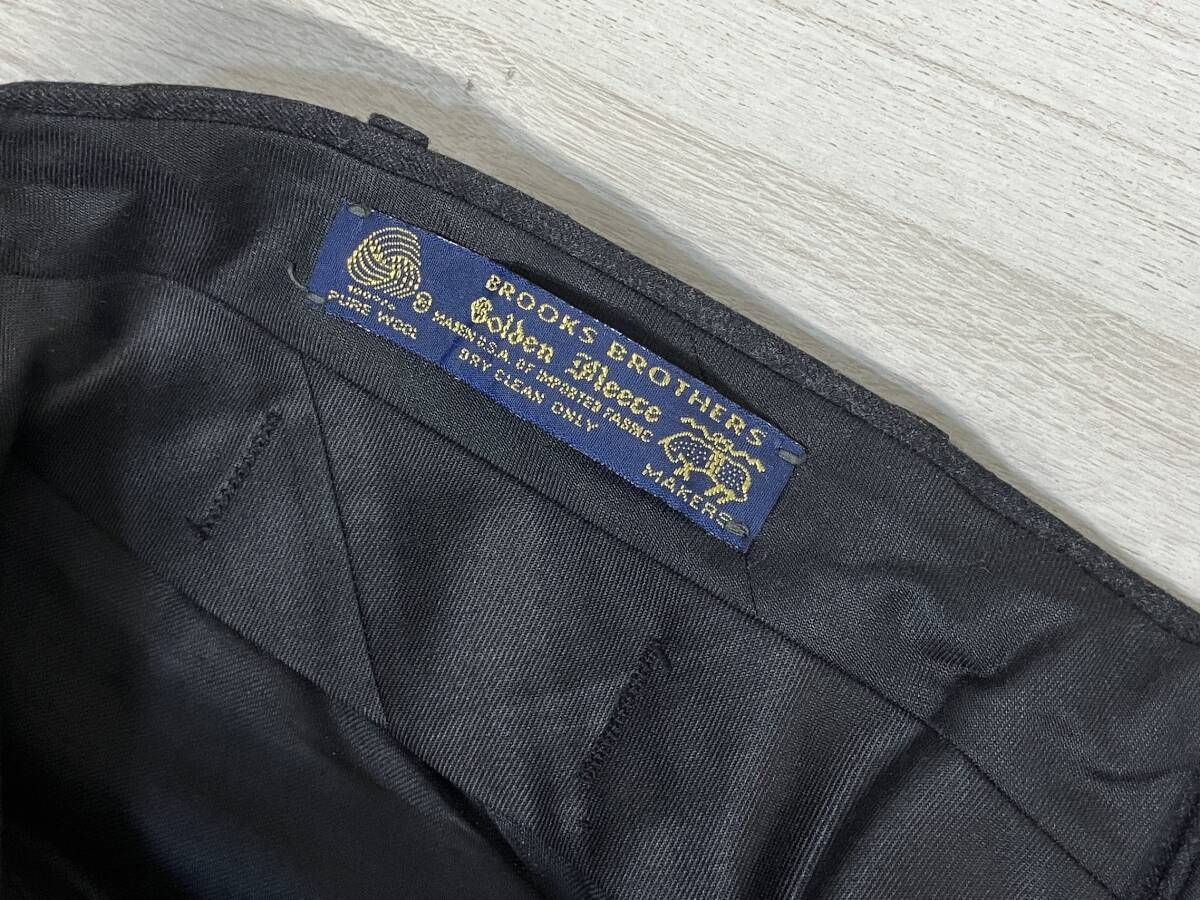 BROOKS BROTHERS
Golden Fleece
®
MADE IN U.S.A. OF IMPORTED FABRIC
DRY CLEAN ONLY
PURE WOOL
MAKERS